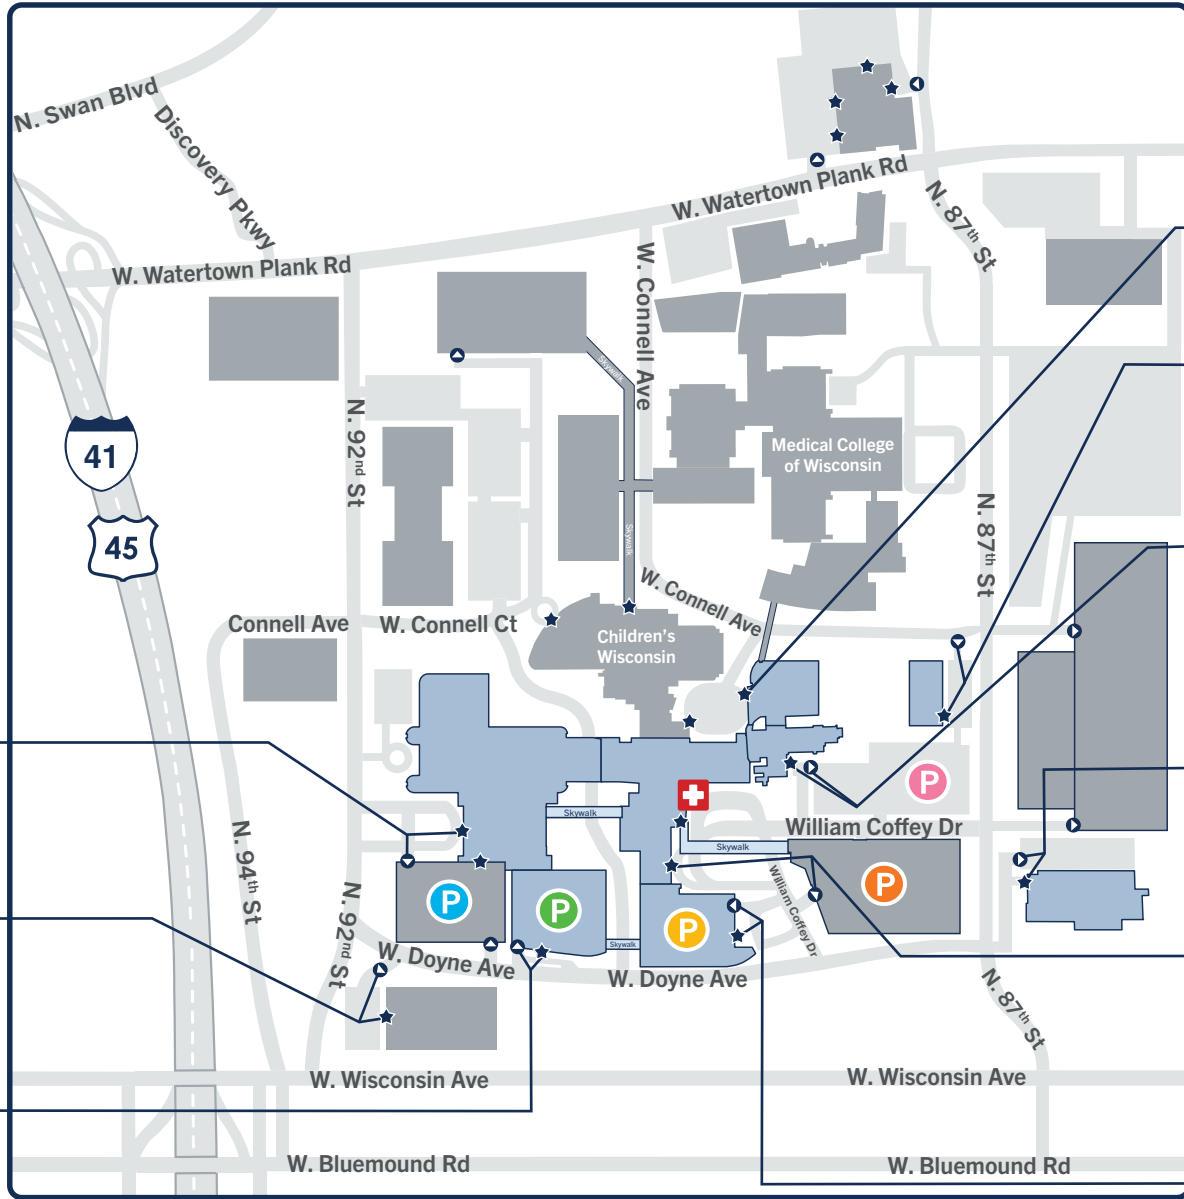 N. Swan Blvd
Discovery Pkwy
W. Watertown Plank Rd
N. 87th St
W. Watertown Plank Rd
W. Connell Ave
Skywalk
41
N. 92nd St
Medical College
of Wisconsin
45
Skywalk
N. 87th St
W. Connell Ave
Connell Ave
W. Connell Ct
Children's
Wisconsin
P
Skywalk
William Coffey Dr
N. 94th St
Skywalk
P
P
P
P
William Coffey Dr
N. 92nd St
W. Doyne Ave
Skywalk
W. Doyne Ave
N. 87th St
W. Wisconsin Ave
W. Wisconsin Ave
W. Bluemound Rd
W. Bluemound Rd